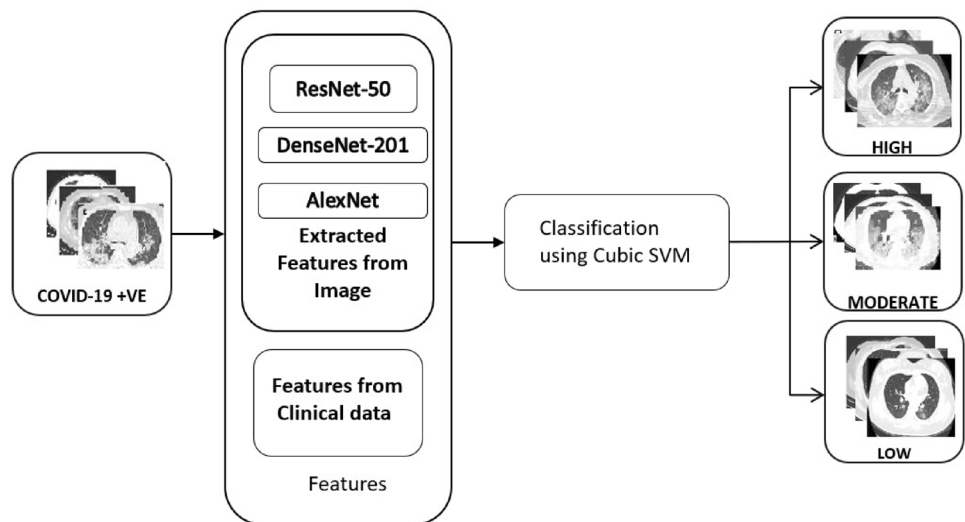 COVID-19 +VE
ResNet-50
DenseNet-201
AlexNet
Extracted
Features from
Image
Features from
Clinical data
Features
Classification
using Cubic SVM
HIGH
MODERATE
LOW